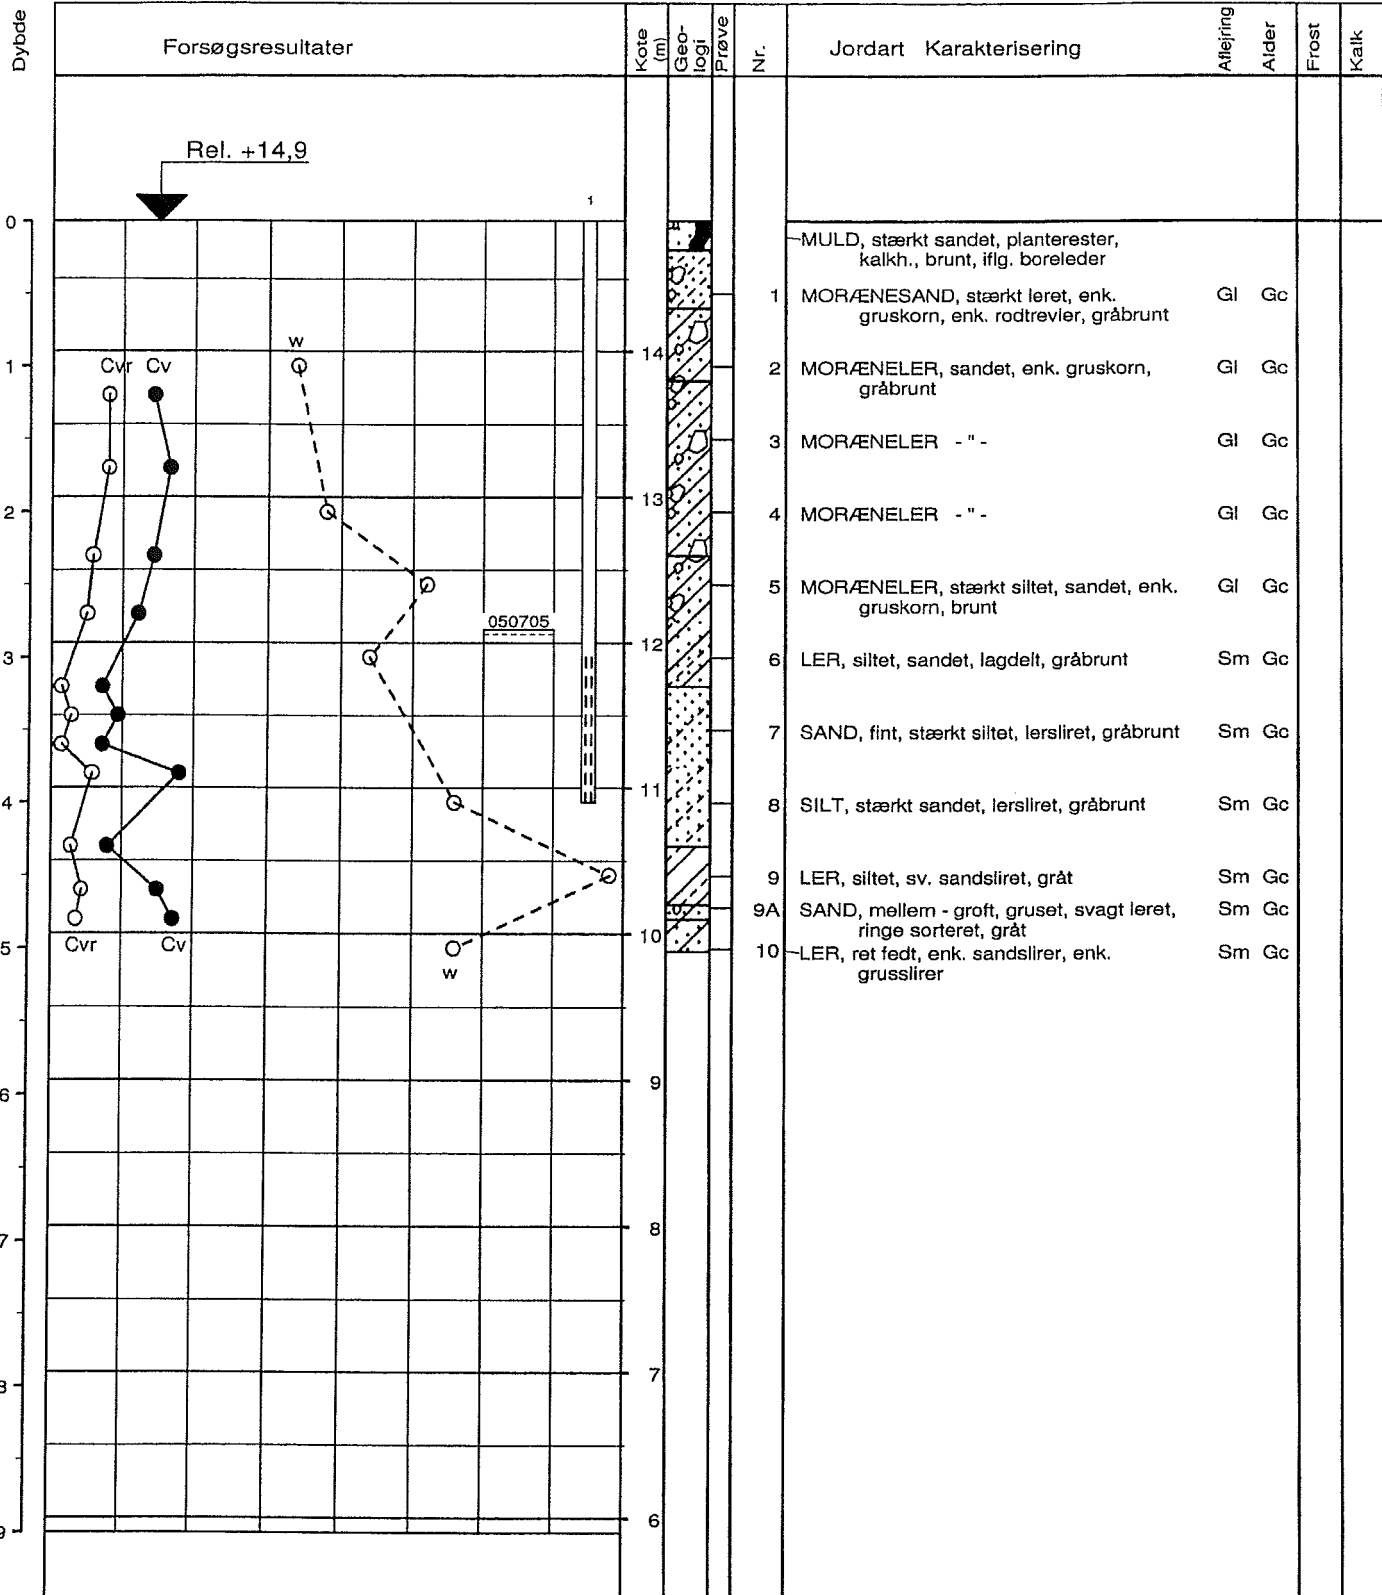 Dybde
Forsøgsresultater
Kote (m)
Geo-
logi
Prøve
Nr.
Jordart Karakterisering
Aflejring
Alder
Frost
Kalk
Rel. +14,9
1
0
MULD, stærkt sandet, planterester,
kalkh., brunt, iflg. boreleder
1 MORÆNESAND, stærkt leret, enk. Gl Gc
gruskorn, enk. rodtrevler, gråbrunt
w
14
1
Cvr Cv
2 MORÆNELER, sandet, enk. gruskorn, Gl Gc
gråbrunt
3 MORÆNELER - " - Gl Gc
13
2
4 MORÆNELER - " - Gl Gc
5 MORÆNELER, stærkt siltet, sandet, enk. Gl Gc
gruskorn, brunt
050705
12
3
6 LER, siltet, sandet, lagdelt, gråbrunt Sm Gc
7 SAND, fint, stærkt siltet, lersliret, gråbrunt Sm Gc
11
4
8 SILT, stærkt sandet, lersliret, gråbrunt Sm Gc
9 LER, siltet, sv. sandsliret, gråt Sm Gc
9A SAND, mellem - groft, gruset, svagt leret, Sm Gc
ringe sorteret, gråt
Cvr Cv
10
5
w
10 LER, ret fedt, enk. sandslirer, enk. Sm Gc
grusslirer
9
6
8
7
7
8
6
9